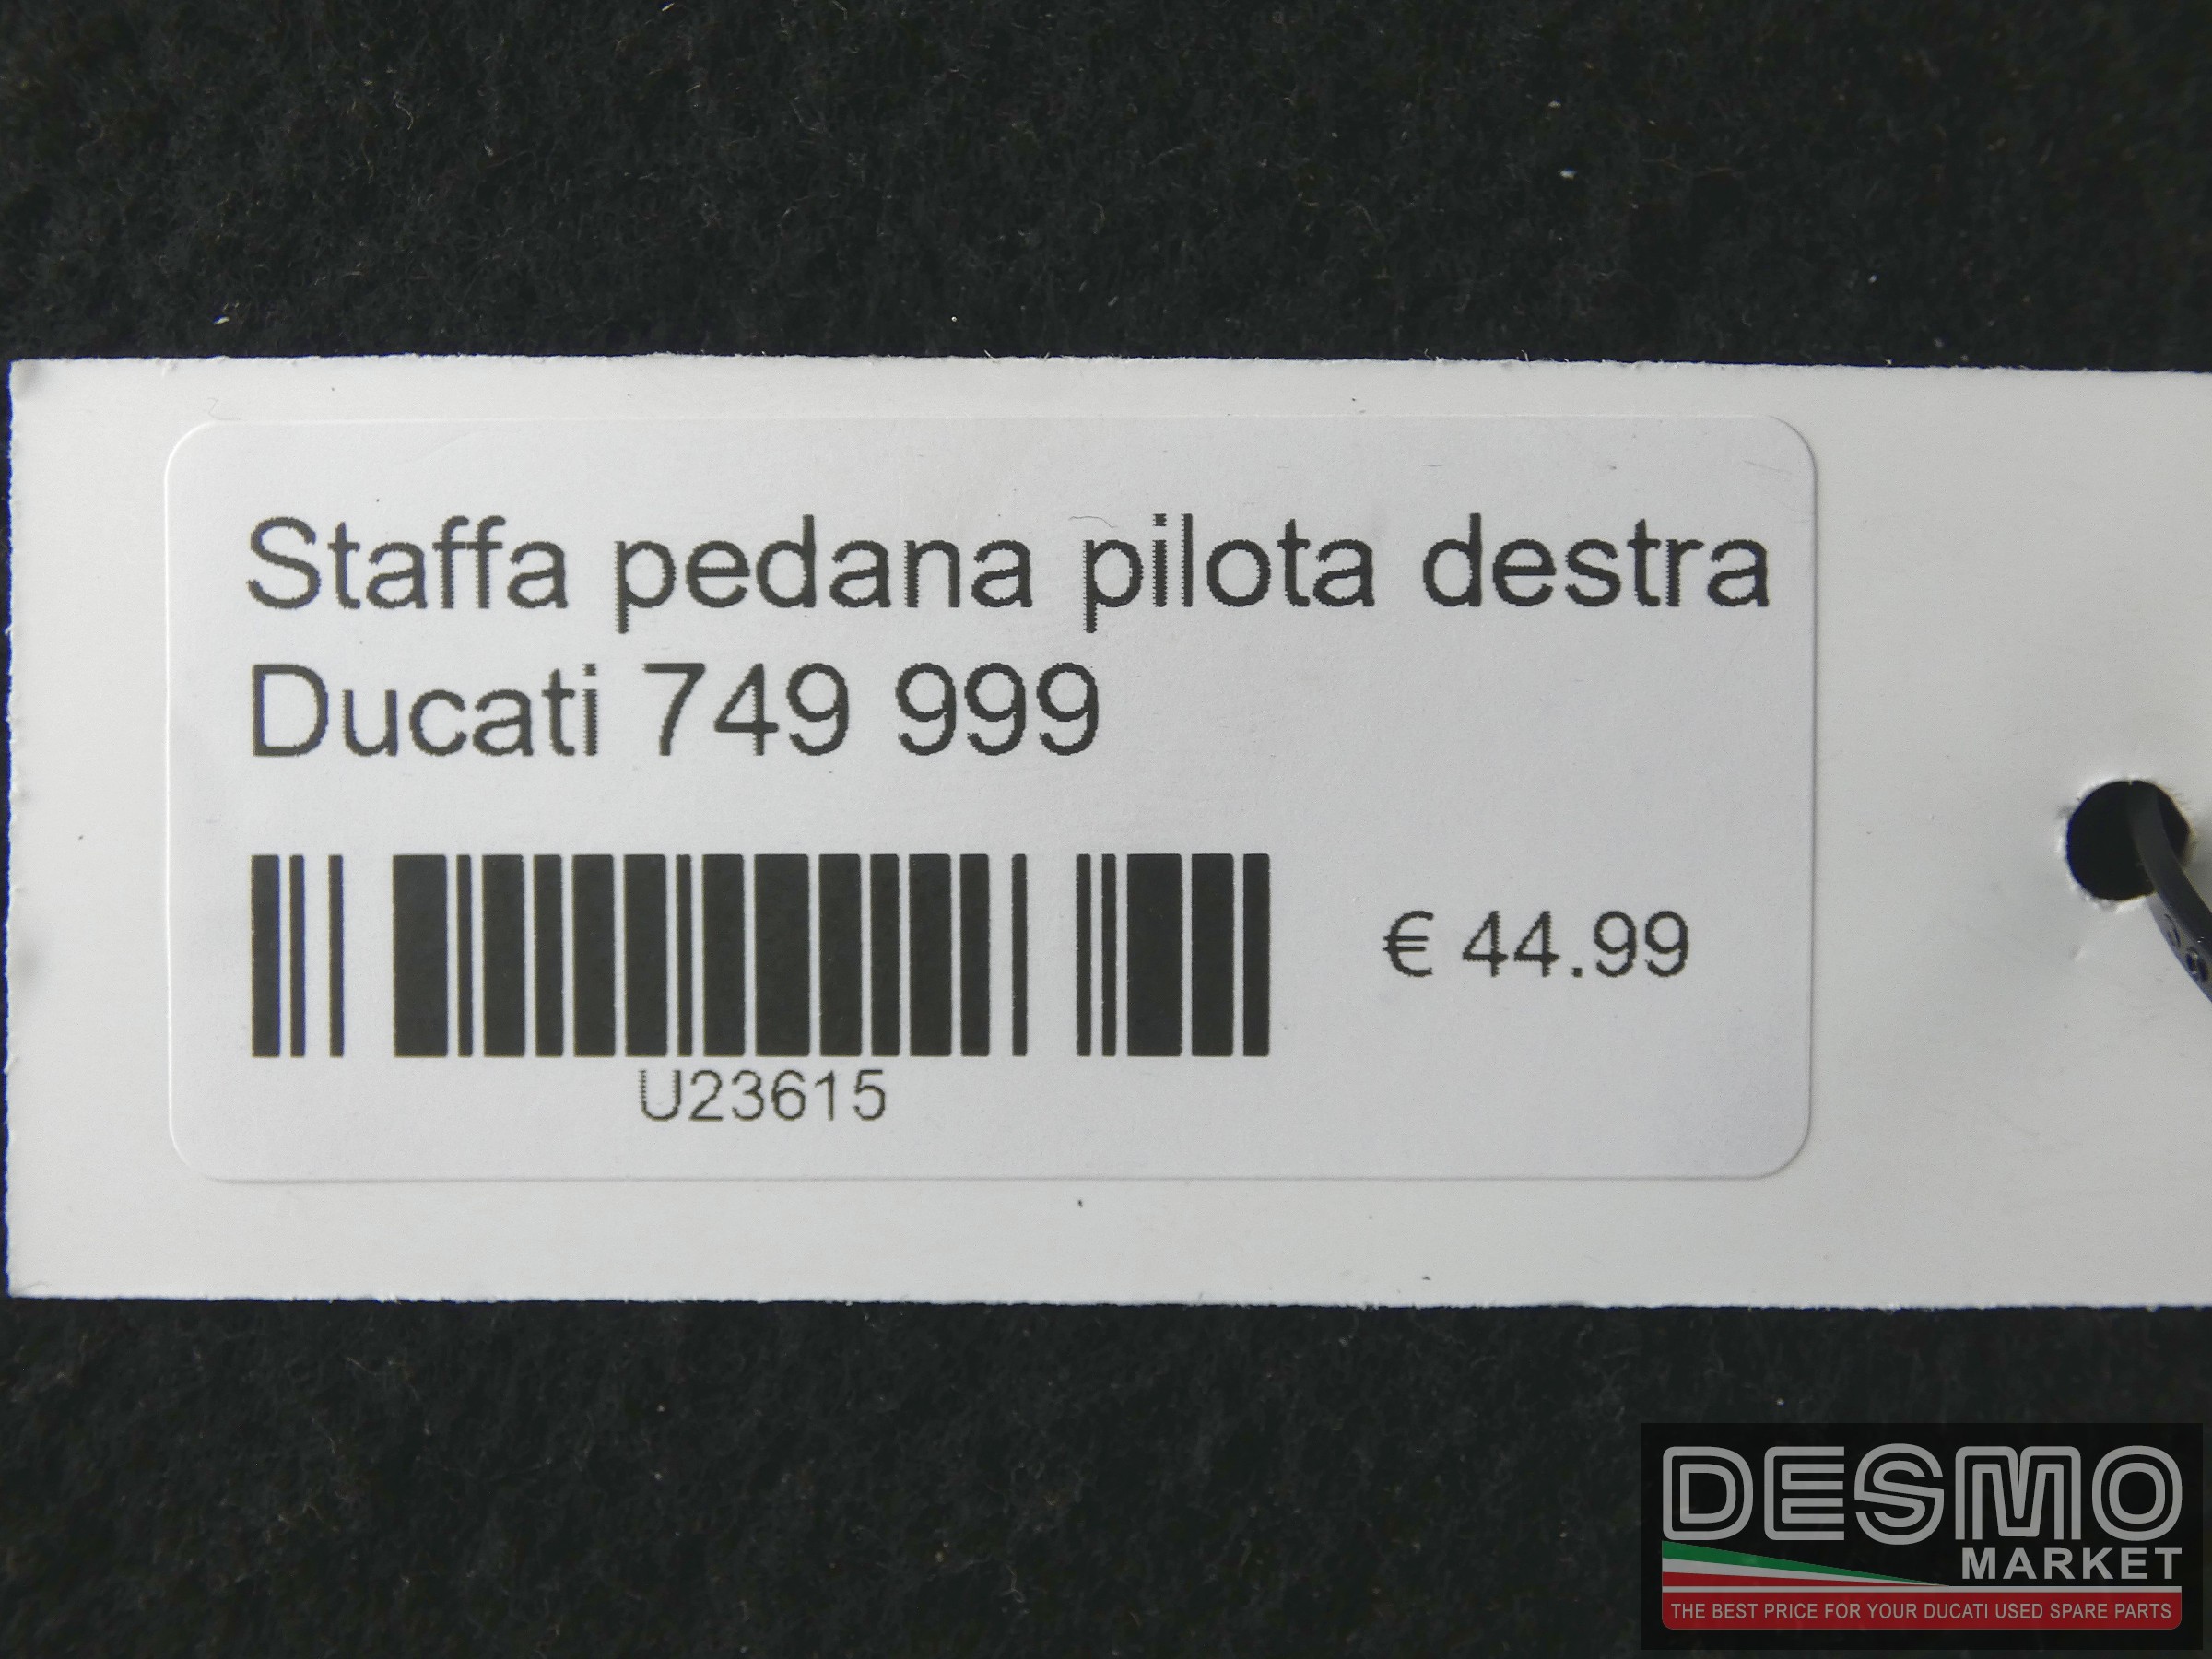 Staffa pedana pilota destra
Ducati 749 999
€ 44.99
U23615
DESMO
MARKET
THE BEST PRICE FOR YOUR DUCATI USED SPARE PARTS